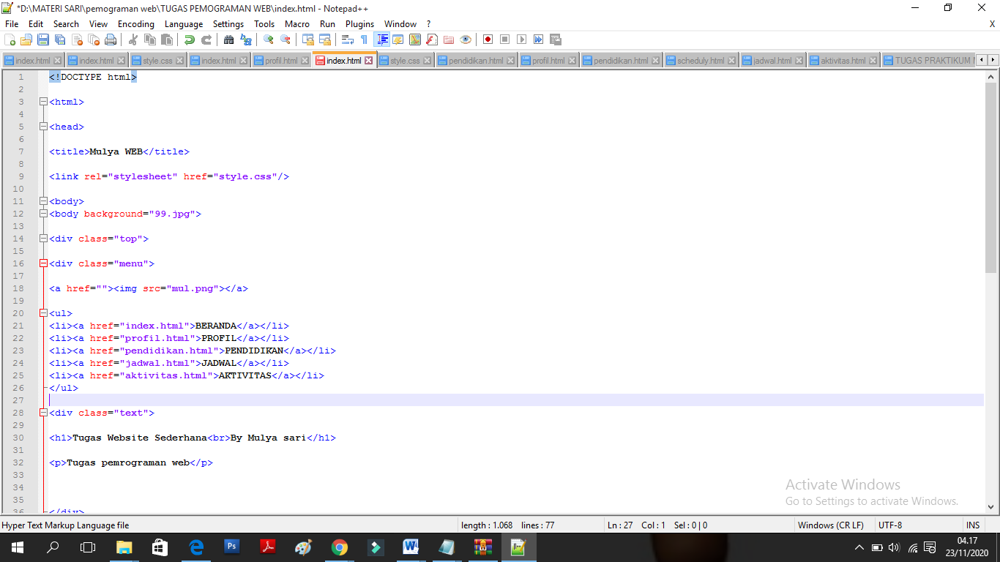 *D:\MATERI SARI\pemograman web\TUGAS PEMOGRAMAN WEB\index.html - Notepad++
File Edit Search View Encoding Language Settings Tools Macro Run Plugins Window ? X
index.html index.html style.css index.html profil.html index.html style.css pendidikan.html profil.html pendidikan.html scheduly.html jadwal.html aktivitas.html TUGAS PRAKTIKUM
1 <!DOCTYPE html>
2
3 <html>
4
5 <head>
6
7 <title>Mulya WEB</title>
8
9 <link rel="stylesheet" href="style.css"/>
10
11 <body>
12 <body background="99.jpg">
13
14 <div class="top">
15
16 <div class="menu">
17
18 <a href=""><img src="mul.png"></a>
19
20 <ul>
21 <li><a href="index.html">BERANDA</a></li>
22 <li><a href="profil.html">PROFIL</a></li>
23 <li><a href="pendidikan.html">PENDIDIKAN</a></li>
24 <li><a href="jadwal.html">JADWAL</a></li>
25 <li><a href="aktivitas.html">AKTIVITAS</a></li>
26 </ul>
27
28 <div class="text">
29
30 <h1>Tugas Website Sederhana<br>By Mulya sari</h1>
31
32 <p>Tugas pemrograman web</p>
33
34
35
36 </div>
Activate Windows
Go to Settings to activate Windows.
Hyper Text Markup Language file length : 1.068 lines : 77 Ln : 27 Col : 1 Sel : 0 | 0 Windows (CR LF) UTF-8 INS
04.17
23/11/2020